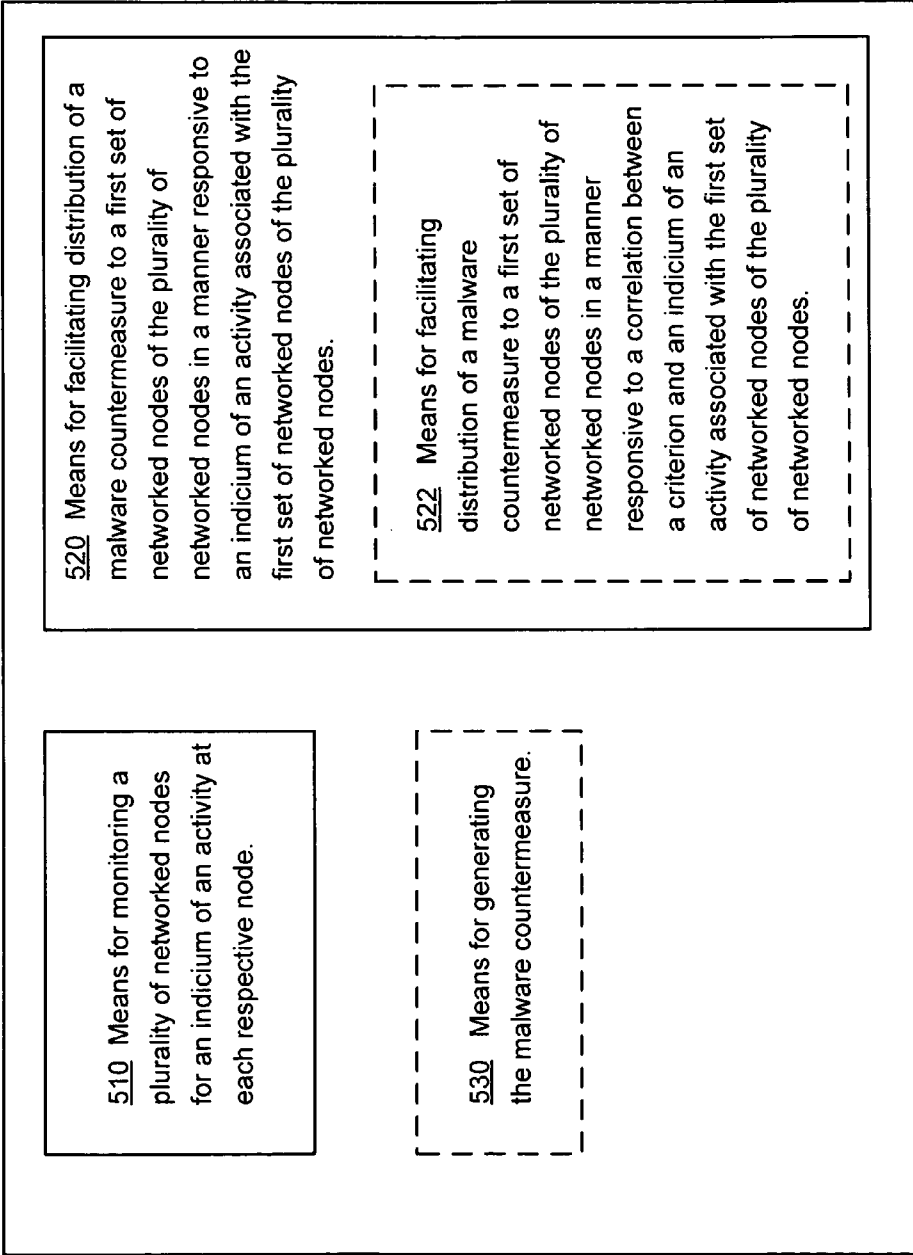 510 Means for monitoring a
plurality of networked nodes
for an indicium of an activity at
each respective node.
530 Means for generating
the malware countermeasure.
520 Means for facilitating distribution of a
malware countermeasure to a first set of
networked nodes of the plurality of
networked nodes in a manner responsive to
an indicium of an activity associated with the
first set of networked nodes of the plurality
of networked nodes.
522 Means for facilitating
distribution of a malware
countermeasure to a first set of
networked nodes of the plurality of
networked nodes in a manner
responsive to a correlation between
a criterion and an indicium of an
activity associated with the first set
of networked nodes of the plurality
of networked nodes.